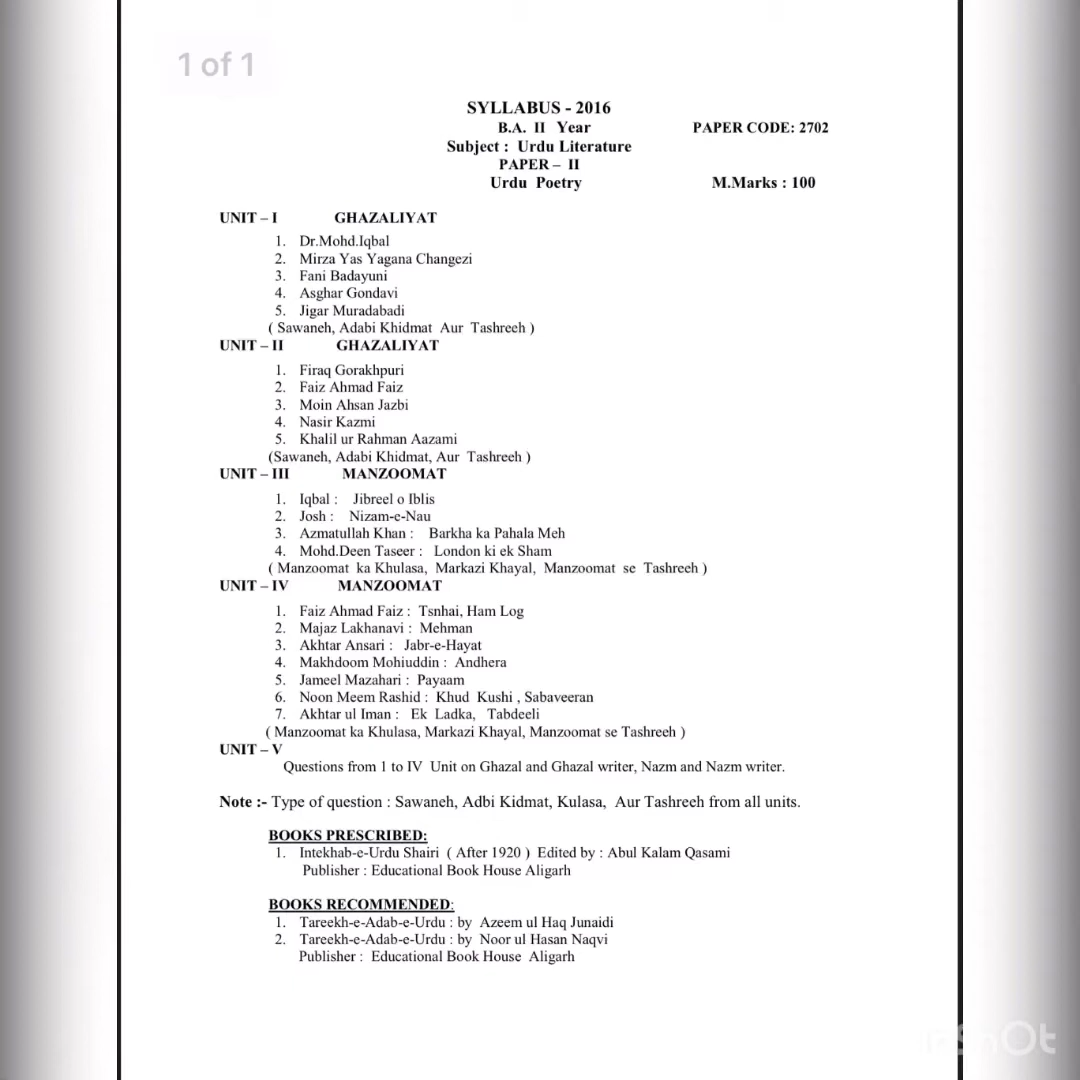 1 of 1
SYLLABUS - 2016
B.A. II Year PAPER CODE: 2702
Subject : Urdu Literature
PAPER – II
Urdu Poetry M.Marks : 100
UNIT – I GHAZALIYAT
1. Dr.Mohd.Iqbal
2. Mirza Yas Yagana Changezi
3. Fani Badayuni
4. Asghar Gondavi
5. Jigar Muradabadi
( Sawaneh, Adabi Khidmat Aur Tashreeh )
UNIT – II GHAZALIYAT
1. Firaq Gorakhpuri
2. Faiz Ahmad Faiz
3. Moin Ahsan Jazbi
4. Nasir Kazmi
5. Khalil ur Rahman Aazami
(Sawaneh, Adabi Khidmat, Aur Tashreeh )
UNIT – III MANZOOMAT
1. Iqbal : Jibreel o Iblis
2. Josh : Nizam-e-Nau
3. Azmatullah Khan : Barkha ka Pahala Meh
4. Mohd.Deen Taseer : London ki ek Sham
( Manzoomat ka Khulasa, Markazi Khayal, Manzoomat se Tashreeh )
UNIT – IV MANZOOMAT
1. Faiz Ahmad Faiz : Tsnhai, Ham Log
2. Majaz Lakhanavi : Mehman
3. Akhtar Ansari : Jabr-e-Hayat
4. Makhdoom Mohiuddin : Andhera
5. Jameel Mazahari : Payaam
6. Noon Meem Rashid : Khud Kushi , Sabaveeran
7. Akhtar ul Iman : Ek Ladka, Tabdeeli
( Manzoomat ka Khulasa, Markazi Khayal, Manzoomat se Tashreeh )
UNIT – V
Questions from 1 to IV Unit on Ghazal and Ghazal writer, Nazm and Nazm writer.
Note :- Type of question : Sawaneh, Adbi Kidmat, Kulasa, Aur Tashreeh from all units.
BOOKS PRESCRIBED:
1. Intekhab-e-Urdu Shairi ( After 1920 ) Edited by : Abul Kalam Qasami
Publisher : Educational Book House Aligarh
BOOKS RECOMMENDED:
1. Tareekh-e-Adab-e-Urdu : by Azeem ul Haq Junaidi
2. Tareekh-e-Adab-e-Urdu : by Noor ul Hasan Naqvi
Publisher : Educational Book House Aligarh